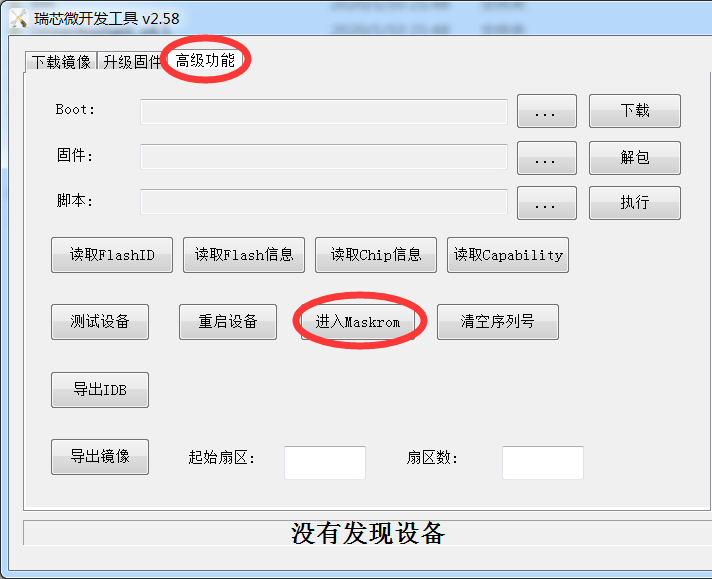 瑞芯微开发工具 v2.58
下载镜像 升级固件 高级功能
Boot: ... 下载
固件: ... 解包
脚本: ... 执行
读取FlashID 读取Flash信息 读取Chip信息 读取Capability
测试设备 重启设备 进入Maskrom 清空序列号
导出IDB
导出镜像 起始扇区: 扇区数:
没有发现设备